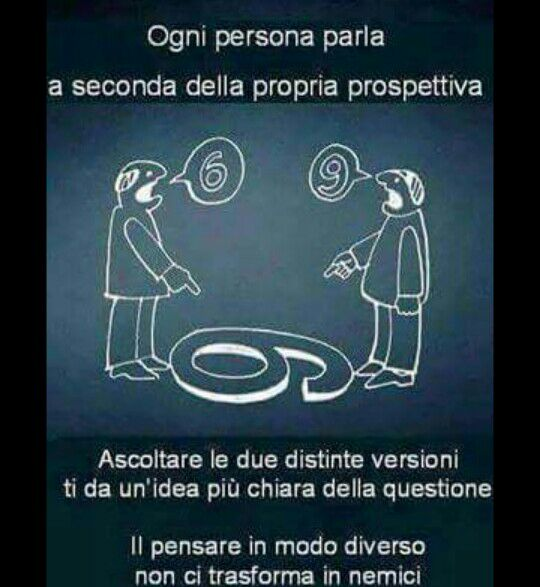 Ogni persona parla
a seconda della propria prospettiva
6
9
Ascoltare le due distinte versioni
ti da un'idea più chiara della questione
Il pensare in modo diverso
non ci trasforma in nemici